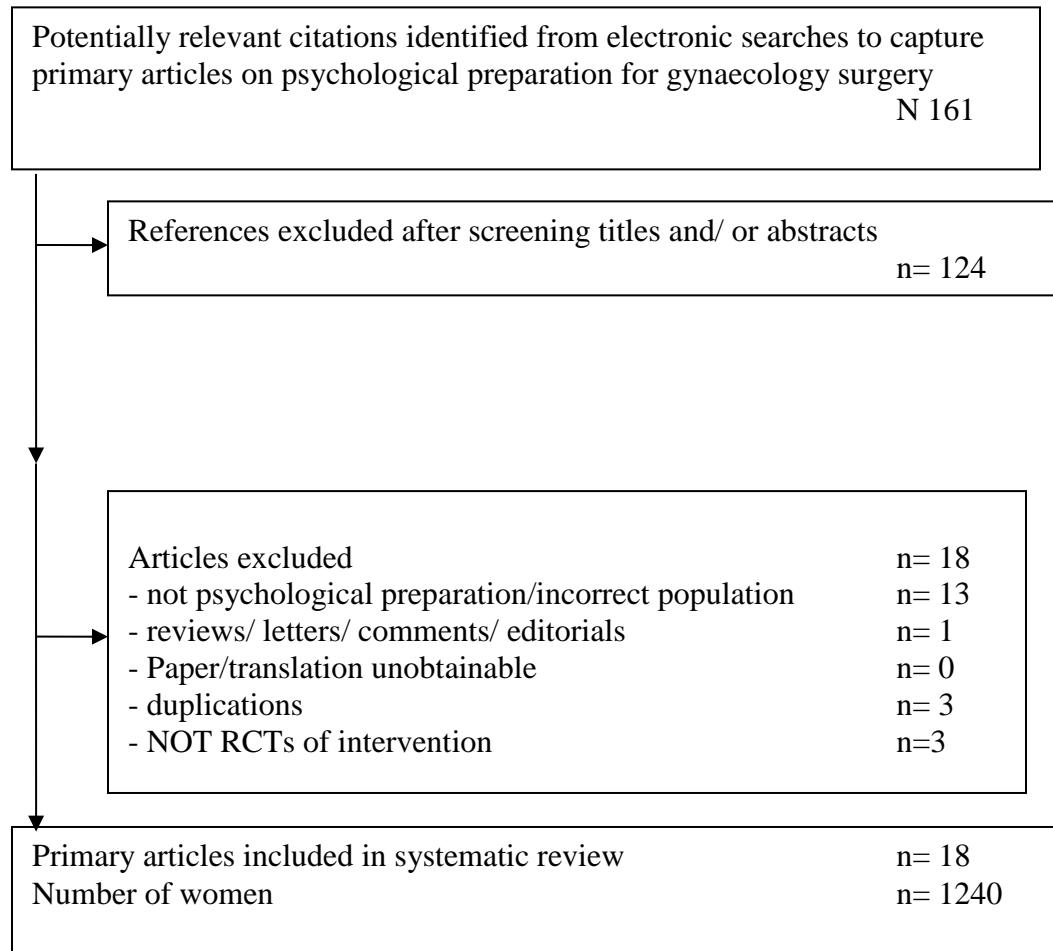 Potentially relevant citations identified from electronic searches to capture
primary articles on psychological preparation for gynaecology surgery
N 161
References excluded after screening titles and/ or abstracts
n= 124
Articles excluded n= 18
- not psychological preparation/incorrect population n= 13
- reviews/ letters/ comments/ editorials n= 1
- Paper/translation unobtainable n= 0
- duplications n= 3
- NOT RCTs of intervention n=3
Primary articles included in systematic review n= 18
Number of women n= 1240